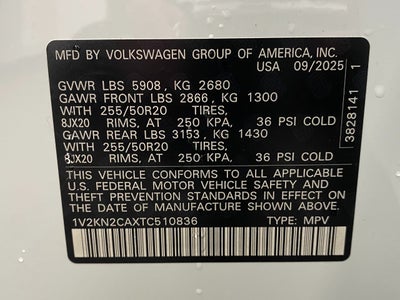 MFD BY VOLKSWAGEN GROUP OF AMERICA, INC.
USA 09/2025
GVWR LBS 5908, KG 2680
GAWR FRONT LBS 2866, KG 1300
WITH 255/50R20 TIRES,
8JX20 RIMS, AT 250 KPA, 36 PSI COLD
GAWR REAR LBS 3153, KG 1430
WITH 255/50R20 TIRES,
8JX20 RIMS, AT 250 KPA, 36 PSI COLD
THIS VEHICLE CONFORMS TO ALL APPLICABLE
U.S. FEDERAL MOTOR VEHICLE SAFETY AND
THEFT PREVENTION STANDARDS IN EFFECT ON
THE DATE OF MANUFACTURE SHOWN ABOVE.
1V2KN2CAXTC510836 TYPE: MPV
3828141 1